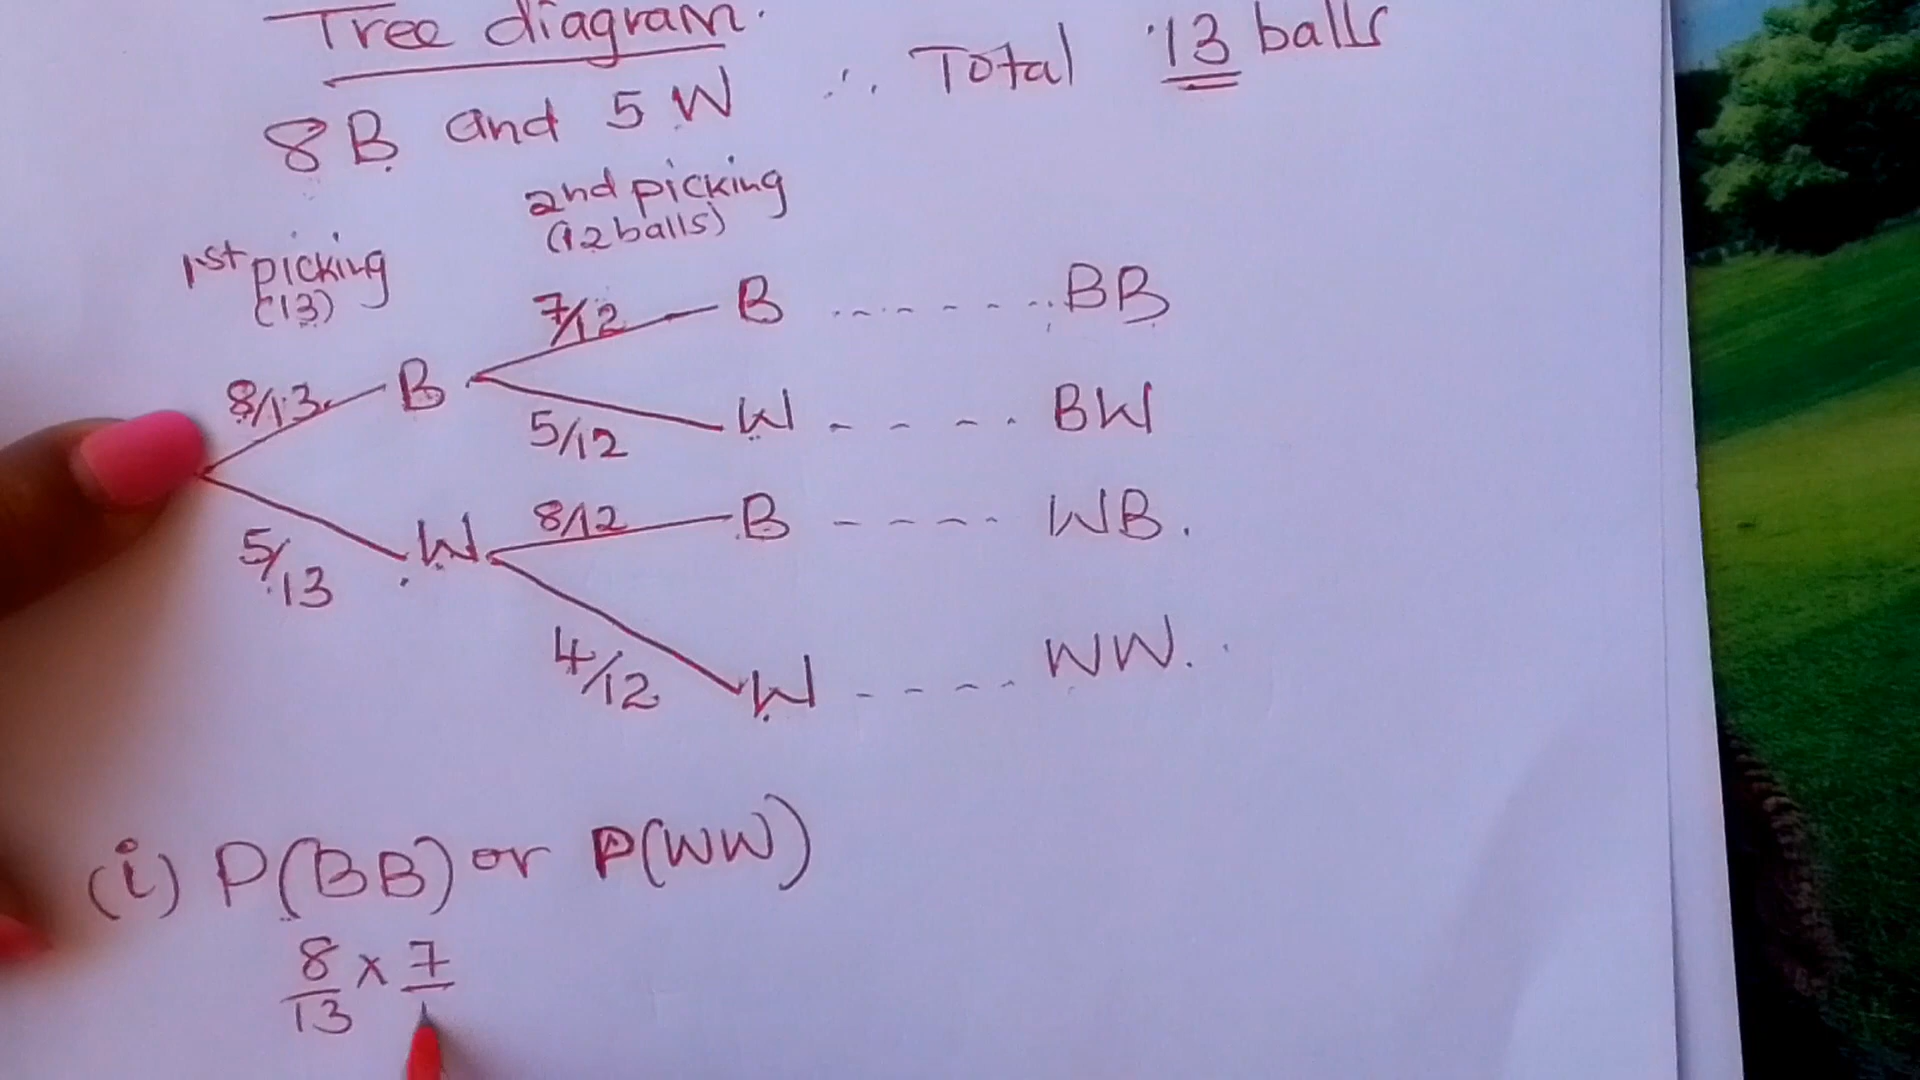 Tree diagram.
8B and 5W ∴ Total 13 balls
1st picking
(13)
2nd picking
(12 balls)
8/13 B 7/12 B ------- BB
5/12 W ---- BW
5/13 W 8/12 B ---- WB.
4/12 W ---- WW.
(i) P(BB) or P(WW)
8/13 x 7/